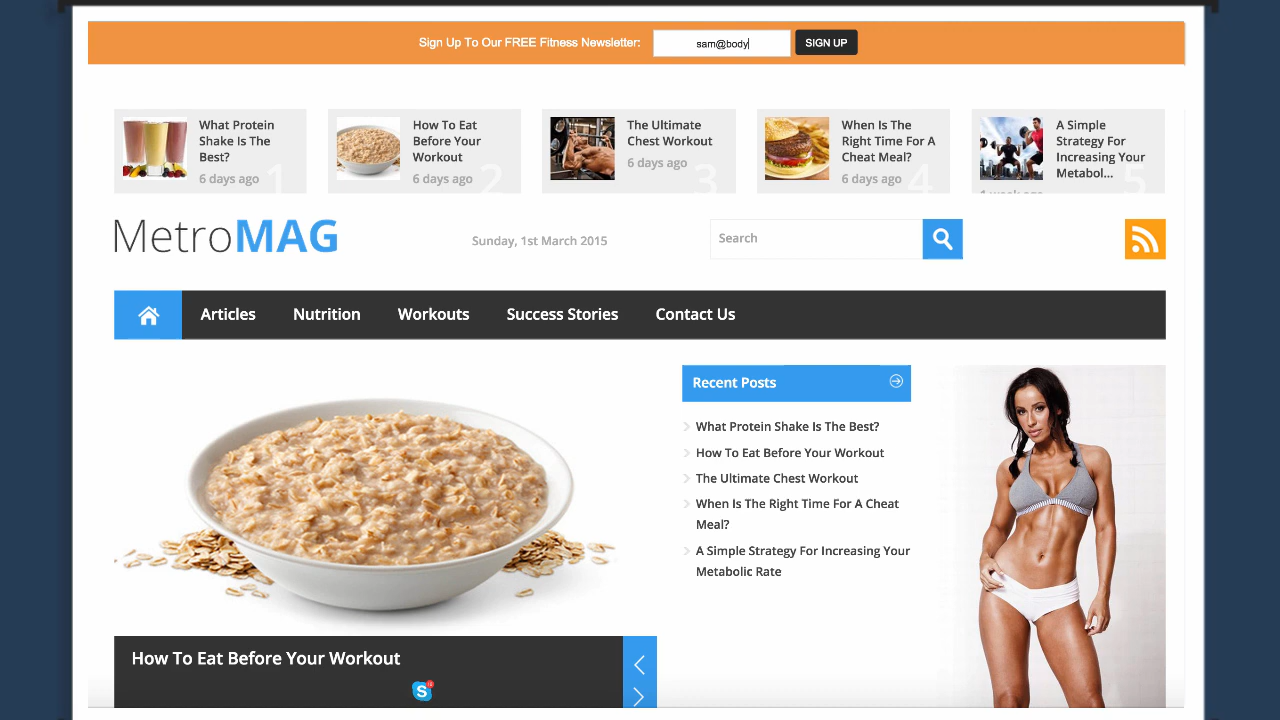 Sign Up To Our FREE Fitness Newsletter: sam@body SIGN UP
What Protein
Shake Is The
Best?
6 days ago 1
How To Eat
Before Your
Workout
6 days ago 2
The Ultimate
Chest Workout
6 days ago 3
When Is The
Right Time For A
Cheat Meal?
6 days ago 4
A Simple
Strategy For
Increasing Your
Metabol... 5
MetroMAG
Sunday, 1st March 2015
Search
Articles Nutrition Workouts Success Stories Contact Us
Recent Posts
What Protein Shake Is The Best?
How To Eat Before Your Workout
The Ultimate Chest Workout
When Is The Right Time For A Cheat
Meal?
A Simple Strategy For Increasing Your
Metabolic Rate
How To Eat Before Your Workout
S